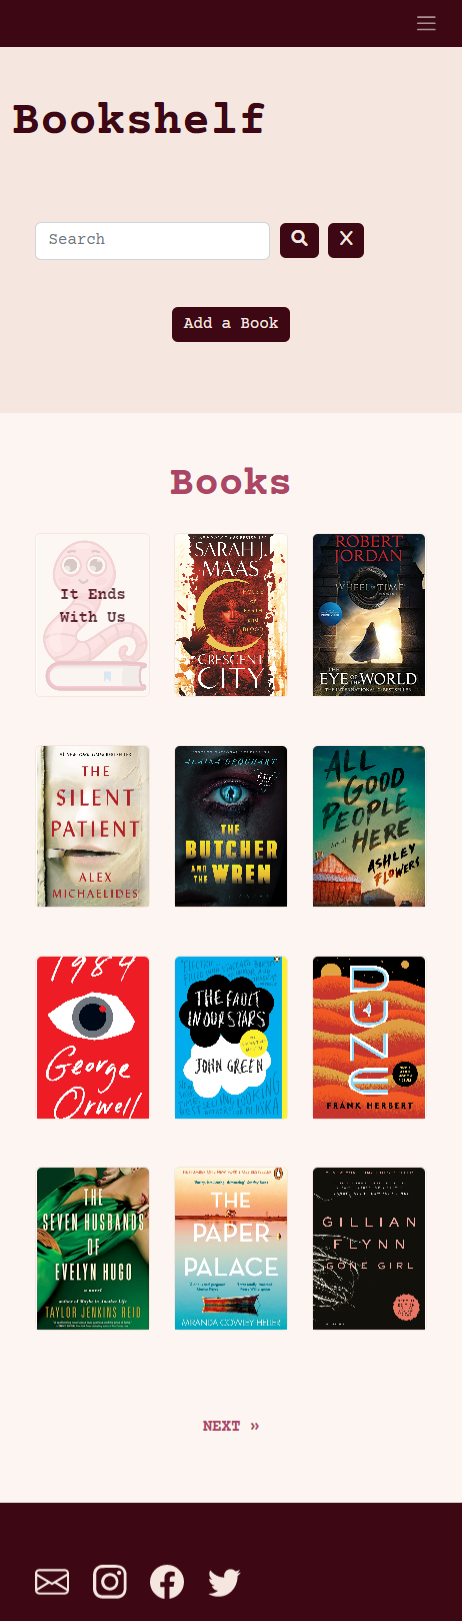 Bookshelf
Search
X
Add a Book
Books
It Ends
With Us
SARAH J.
MAAS
CRESCENT
CITY
ROBERT
JORDAN
WHEEL OF TIME
THE
EYE OF THE WORLD
THE
SILENT
PATIENT
ALEX
MICHAELIDES
THE
BUTCHER
AND THE WREN
ALL
GOOD
PEOPLE
HERE
ASHLEY
FLOWERS
1984
George
Orwell
THE FAULT
IN OUR STARS
JOHN GREEN
DUNE
FRANK HERBERT
THE
SEVEN HUSBANDS
OF
EVELYN HUGO
a novel
TAYLOR JENKINS REID
THE
PAPER
PALACE
MIRANDA COWLEY HELLER
GILLIAN
FLYNN
GONE GIRL
NEXT »